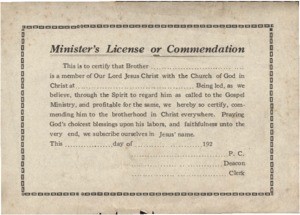 Minister's License or Commendation
This is to certify that Brother
is a member of Our Lord Jesus Christ with the Church of God in
Christ at Being led, as we
believe, through the Spirit to regard him as called to the Gospel
Ministry, and profitable for the same, we hereby so certify, com-
mending him to the brotherhood in Christ everywhere. Praying
God's choicest blessings upon his labors, and faithfulness unto the
very end, we subscribe ourselves in Jesus' name.
This day of 192
P. C.
Deacon
Clerk